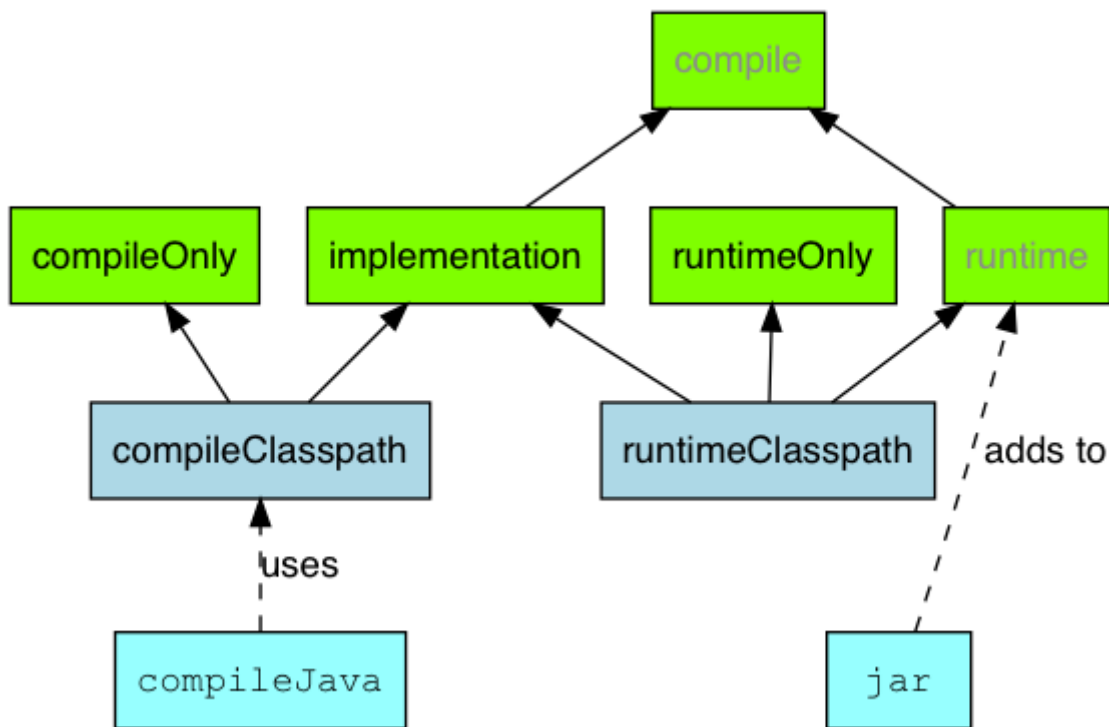 compile
compileOnly
implementation
runtimeOnly
runtime
compileClasspath
runtimeClasspath
adds to
uses
compileJava
jar